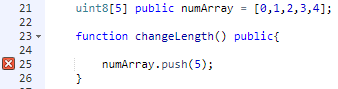 21 uint8[5] public numArray = [0,1,2,3,4];
22
23 function changeLength() public{
24
25 numArray.push(5);
26 }